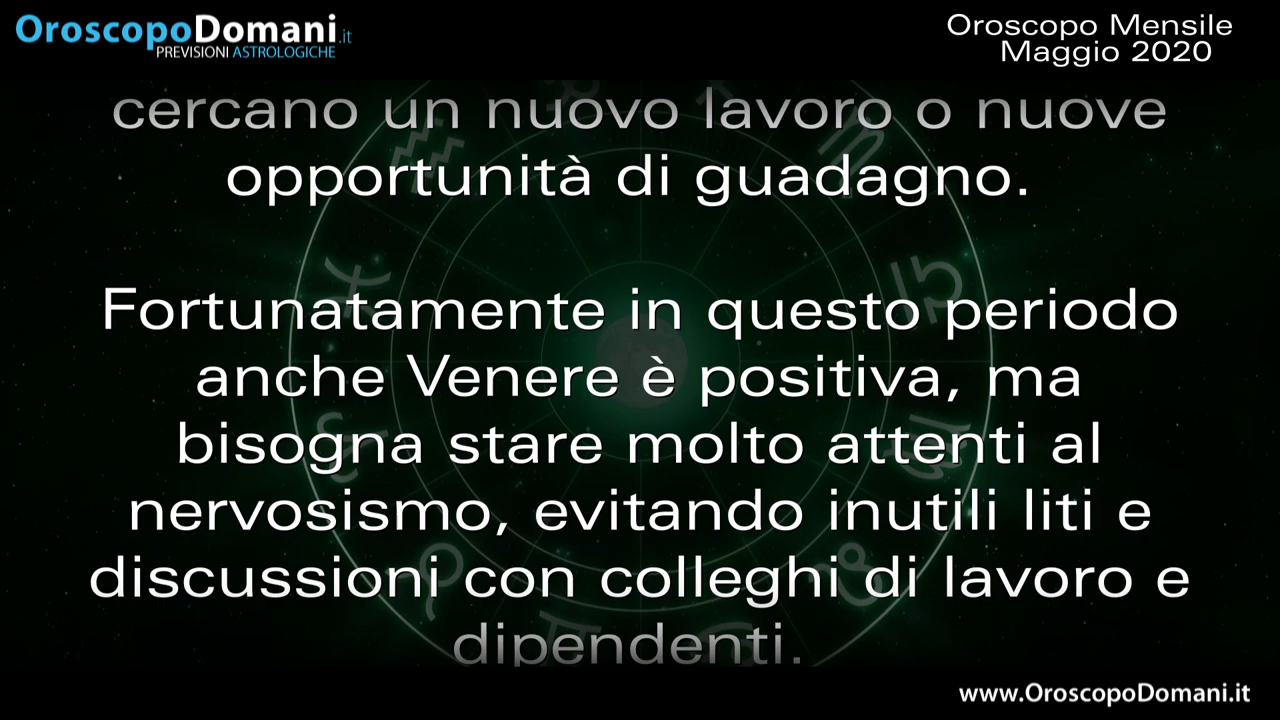 OroscopoDomani.it
PREVISIONI ASTROLOGICHE
Oroscopo Mensile
Maggio 2020
cercano un nuovo lavoro o nuove
opportunità di guadagno.
Fortunatamente in questo periodo
anche Venere è positiva, ma
bisogna stare molto attenti al
nervosismo, evitando inutili liti e
discussioni con colleghi di lavoro e
dipendenti.
www.OroscopoDomani.it